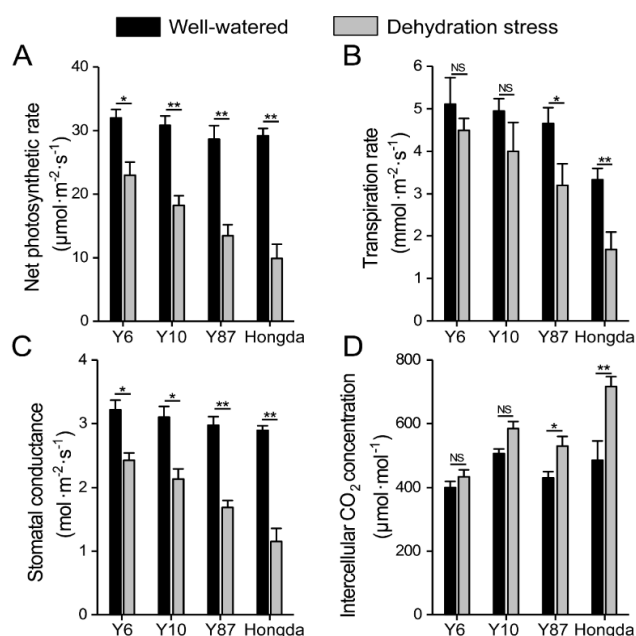 Well-watered
Dehydration stress
A
Net photosynthetic rate
(μmol·m⁻²·s⁻¹)
40
30
20
10
0
*
**
**
**
Y6
Y10
Y87
Hongda
B
Transpiration rate
(mmol·m⁻²·s⁻¹)
6
5
4
3
2
1
0
NS
NS
*
**
Y6
Y10
Y87
Hongda
C
Stomatal conductance
(mol·m⁻²·s⁻¹)
4
3
2
1
0
*
*
**
**
Y6
Y10
Y87
Hongda
D
Intercellular CO₂ concentration
(μmol·mol⁻¹)
800
600
400
200
0
NS
NS
*
**
Y6
Y10
Y87
Hongda